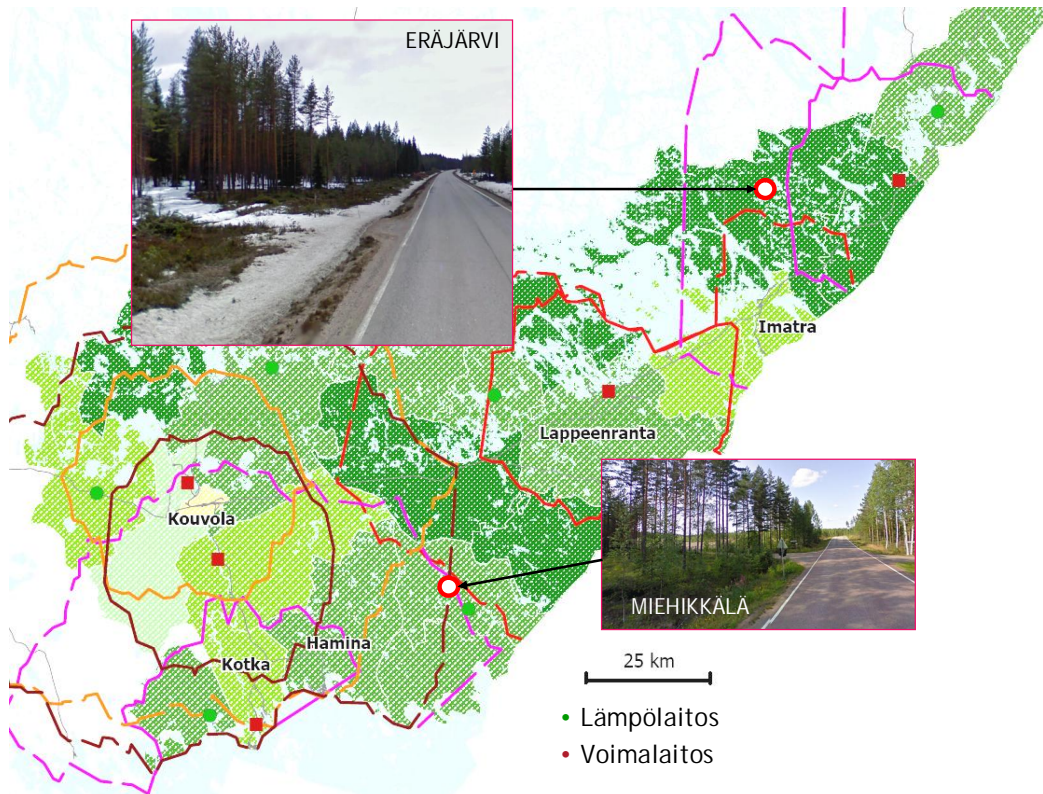 ERÄJÄRVI
Imatra
Lappeenranta
Kouvola
MIEHIKKÄLÄ
Hamina
Kotka
25 km
• Lämpölaitos
• Voimalaitos